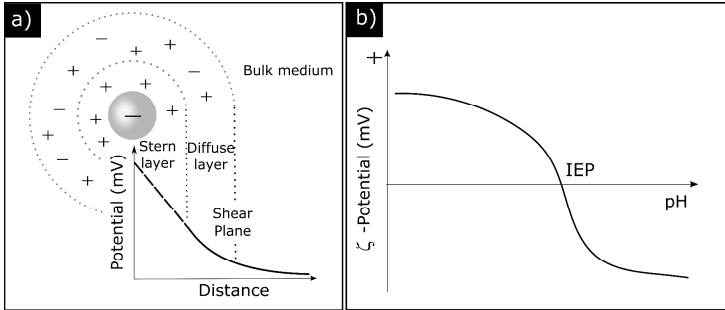 a)
Bulk medium
Stern layer
Diffuse layer
Shear Plane
Potential (mV)
Distance
b)
+
ζ -Potential (mV)
IEP
pH